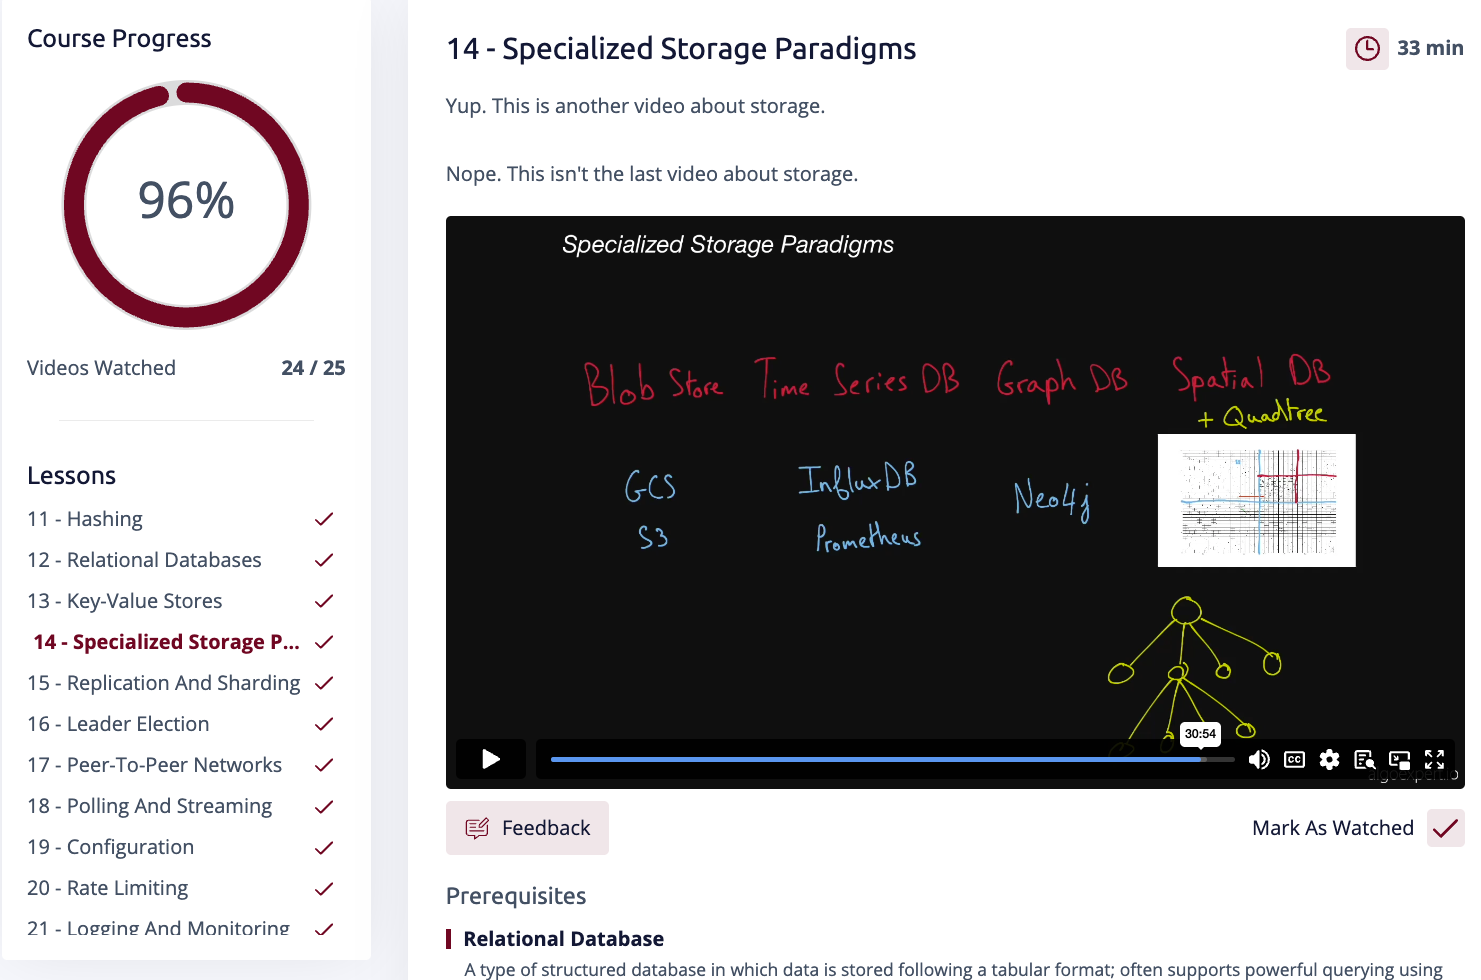 Course Progress
96%
Videos Watched 24 / 25
Lessons
11 - Hashing
12 - Relational Databases
13 - Key-Value Stores
14 - Specialized Storage P...
15 - Replication And Sharding
16 - Leader Election
17 - Peer-To-Peer Networks
18 - Polling And Streaming
19 - Configuration
20 - Rate Limiting
21 - Logging And Monitoring
14 - Specialized Storage Paradigms
33 min
Yup. This is another video about storage.
Nope. This isn't the last video about storage.
Specialized Storage Paradigms
Blob Store Time Series DB Graph DB Spatial DB
+ Quadtree
GCS InfluxDB Neo4j
S3 Prometheus
30:54
CC
algoexpert.io
Feedback
Mark As Watched
Prerequisites
Relational Database
A type of structured database in which data is stored following a tabular format; often supports powerful querying using